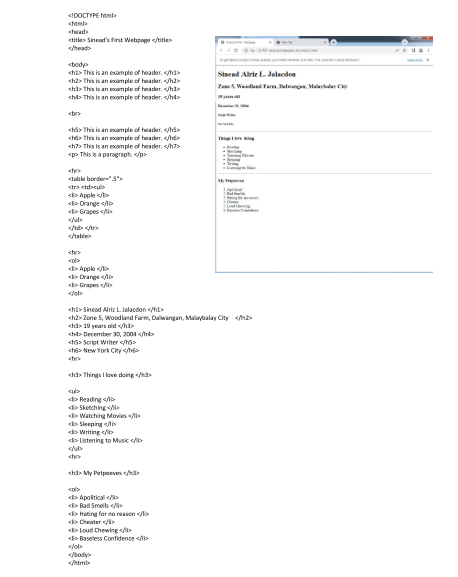 <!DOCTYPE html>
<html>
<head>
<title> Sinead's First Webpage </title>
</head>
<body>
<h1> This is an example of header. </h1>
<h2> This is an example of header. </h2>
<h3> This is an example of header. </h3>
<h4> This is an example of header. </h4>
<br>
<h5> This is an example of header. </h5>
<h6> This is an example of header. </h6>
<h7> This is an example of header. </h7>
<p> This is a paragraph. </p>
<hr>
<table border=".5">
<tr> <td><ul>
<li> Apple </li>
<li> Orange </li>
<li> Grapes </li>
</ul>
</td> </tr>
</table>
<hr>
<ol>
<li> Apple </li>
<li> Orange </li>
<li> Grapes </li>
</ol>
<h1> Sinead Alriz L. Jalacdon </h1>
<h2> Zone 5, Woodland Farm, Dalwangan, Malaybalay City </h2>
<h3> 19 years old </h3>
<h4> December 30, 2004 </h4>
<h5> Script Writer </h5>
<h6> New York City </h6>
<hr>
<h3> Things I love doing </h3>
<ul>
<li> Reading </li>
<li> Sketching </li>
<li> Watching Movies </li>
<li> Sleeping </li>
<li> Writing </li>
<li> Listening to Music </li>
</ul>
<hr>
<h3> My Petpeeves </h3>
<ol>
<li> Apolitical </li>
<li> Bad Smells </li>
<li> Hating for no reason </li>
<li> Cheater </li>
<li> Loud Chewing </li>
<li> Baseless Confidence </li>
</ol>
</body>
</html>
Sinead Alriz L. Jalacdon
Zone 5, Woodland Farm, Dalwangan, Malaybalay City
19 years old
December 30, 2004
Script Writer
New York City
Things I love doing
Reading
Sketching
Watching Movies
Sleeping
Writing
Listening to Music
My Petpeeves
1. Apolitical
2. Bad Smells
3. Hating for no reason
4. Cheater
5. Loud Chewing
6. Baseless Confidence